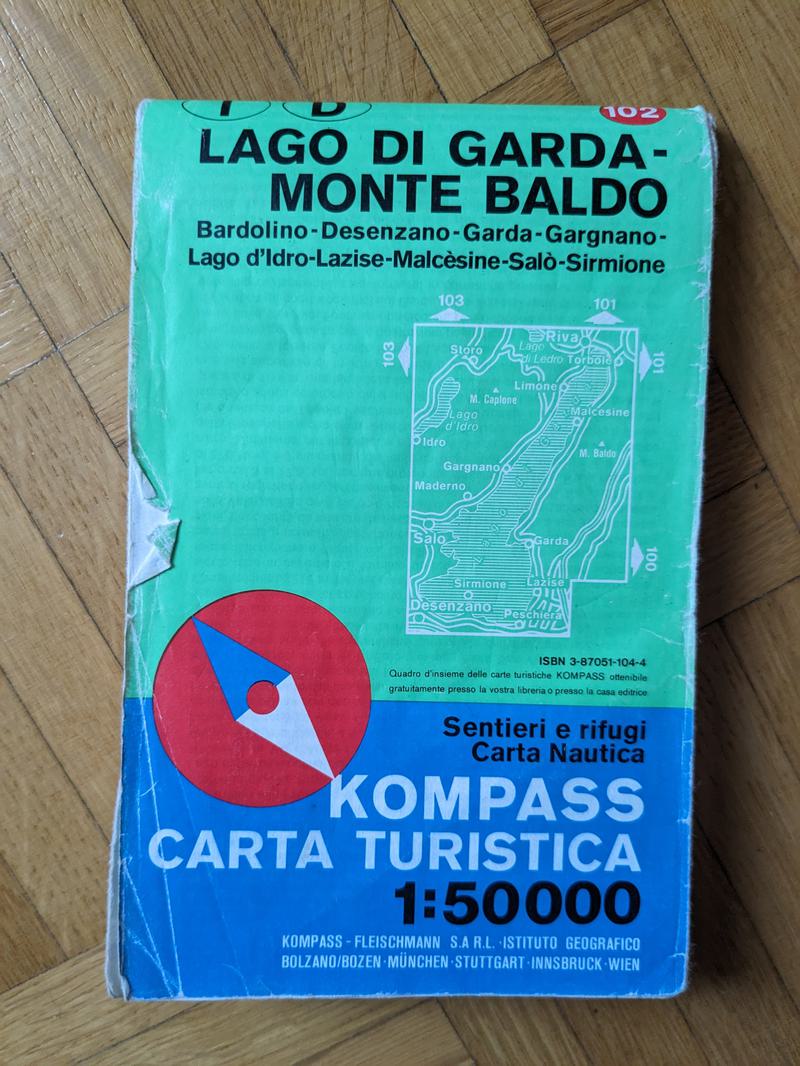 I D
102
LAGO DI GARDA-
MONTE BALDO
Bardolino-Desenzano-Garda-Gargnano-
Lago d'Idro-Lazise-Malcèsine-Salò-Sirmione
103
101
103
101
Riva
Storo
Lago
di Ledro
Torbole
Limone
M. Caplone
Malcesine
Lago
d'Idro
Idro
M. Baldo
Gargnano
Maderno
Salo
Garda
100
Sirmione
Lazise
Desenzano
Peschiera
ISBN 3-87051-104-4
Quadro d'insieme delle carte turistiche KOMPASS ottenibile
gratuitamente presso la vostra libreria o presso la casa editrice
Sentieri e rifugi
Carta Nautica
KOMPASS
CARTA TURISTICA
1:50000
KOMPASS - FLEISCHMANN S.A R.L. · ISTITUTO GEOGRAFICO
BOLZANO/BOZEN · MÜNCHEN · STUTTGART · INNSBRUCK · WIEN